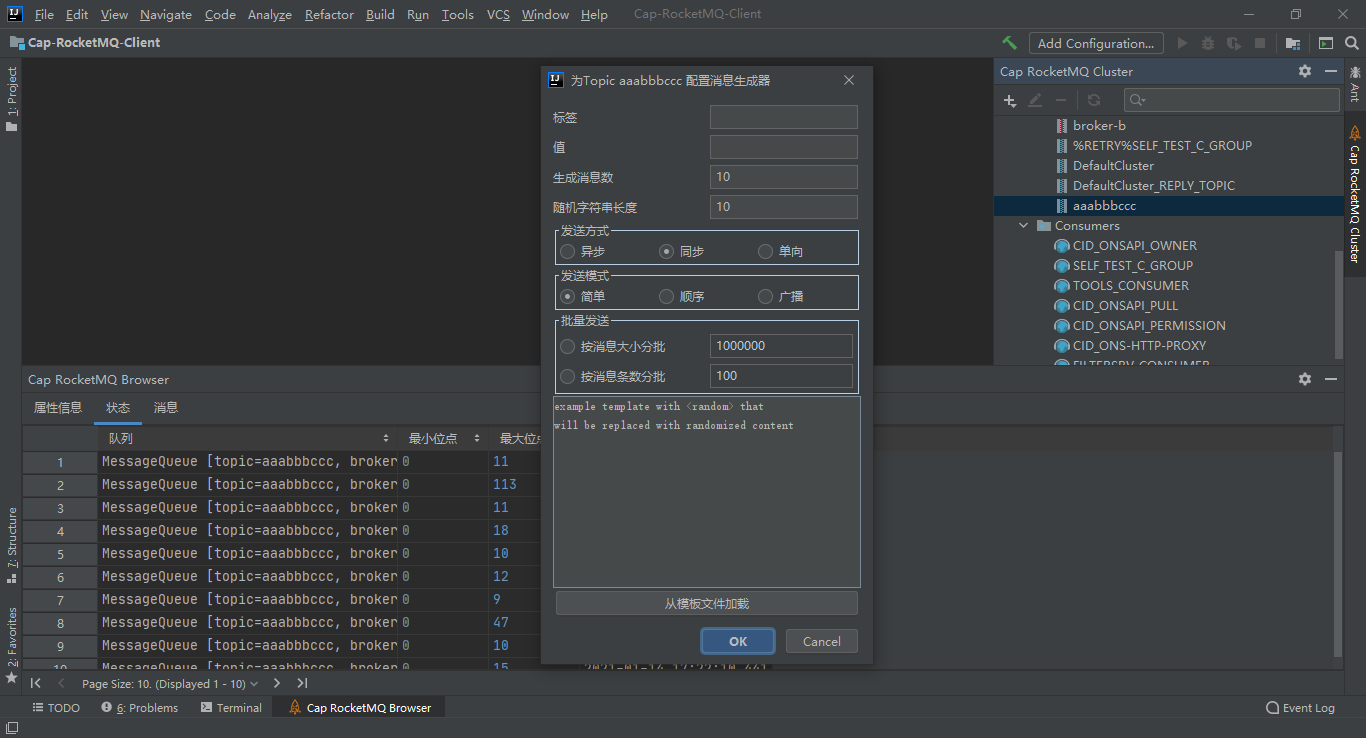 File Edit View Navigate Code Analyze Refactor Build Run Tools VCS Window Help Cap-RocketMQ-Client
Cap-RocketMQ-Client
Add Configuration...
1: Project
7: Structure
2: Favorites
Ant
Cap RocketMQ Cluster
Cap RocketMQ Cluster
broker-b
%RETRY%SELF_TEST_C_GROUP
DefaultCluster
DefaultCluster_REPLY_TOPIC
aaabbbccc
Consumers
CID_ONSAPI_OWNER
SELF_TEST_C_GROUP
TOOLS_CONSUMER
CID_ONSAPI_PULL
CID_ONSAPI_PERMISSION
CID_ONS-HTTP-PROXY
FILTERSRV_CONSUMER
为Topic aaabbbccc 配置消息生成器
标签
值
生成消息数 10
随机字符串长度 10
发送方式
异步 同步 单向
发送模式
简单 顺序 广播
批量发送
按消息大小分批 1000000
按消息条数分批 100
example template with <random> that
will be replaced with randomized content
从模板文件加载
OK Cancel
Cap RocketMQ Browser
属性信息 状态 消息
队列 最小位点 最大位点
1 MessageQueue [topic=aaabbbccc, broker 0 11
2 MessageQueue [topic=aaabbbccc, broker 0 113
3 MessageQueue [topic=aaabbbccc, broker 0 11
4 MessageQueue [topic=aaabbbccc, broker 0 18
5 MessageQueue [topic=aaabbbccc, broker 0 10
6 MessageQueue [topic=aaabbbccc, broker 0 12
7 MessageQueue [topic=aaabbbccc, broker 0 9
8 MessageQueue [topic=aaabbbccc, broker 0 47
9 MessageQueue [topic=aaabbbccc, broker 0 10
10 MessageQueue [topic=aaabbbccc, broker 0 15
Page Size: 10. (Displayed 1 - 10)
TODO 6: Problems Terminal Cap RocketMQ Browser Event Log